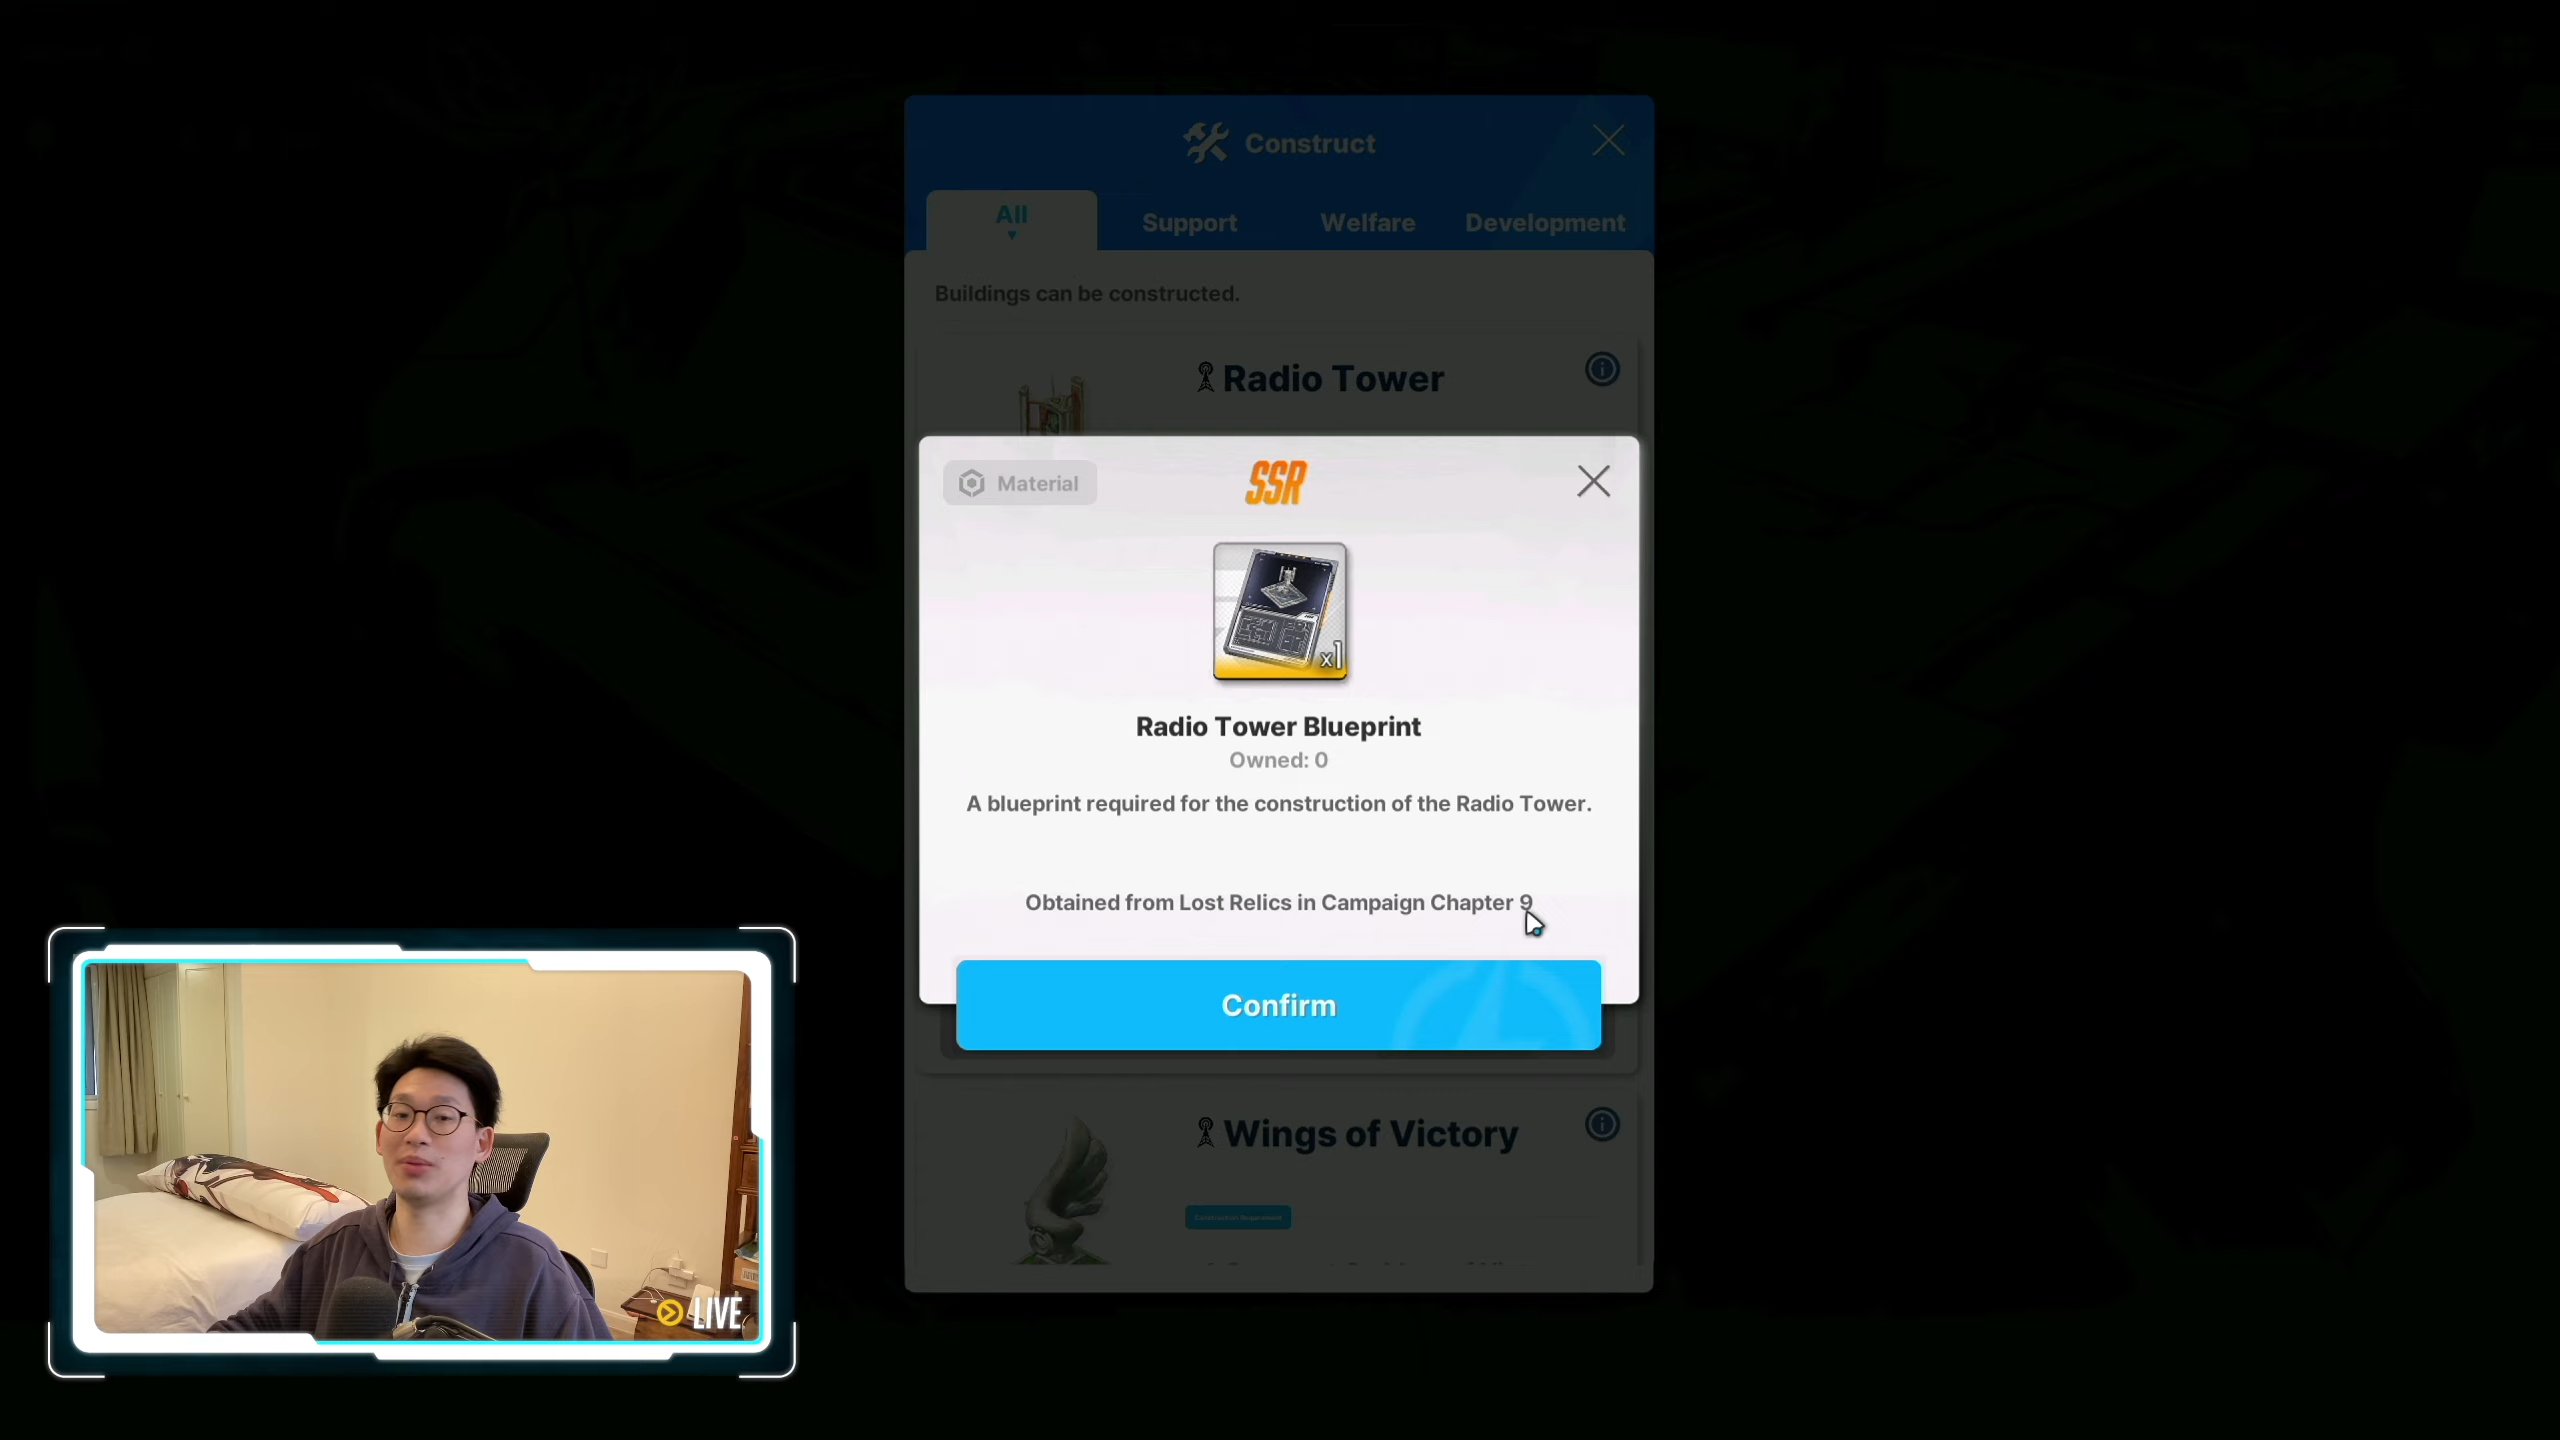 Construct
All
Support
Welfare
Development
Buildings can be constructed.
Radio Tower
Material
SSR
x1
Radio Tower Blueprint
Owned: 0
A blueprint required for the construction of the Radio Tower.
Obtained from Lost Relics in Campaign Chapter 9
Confirm
Wings of Victory
Construction Requirement
LIVE